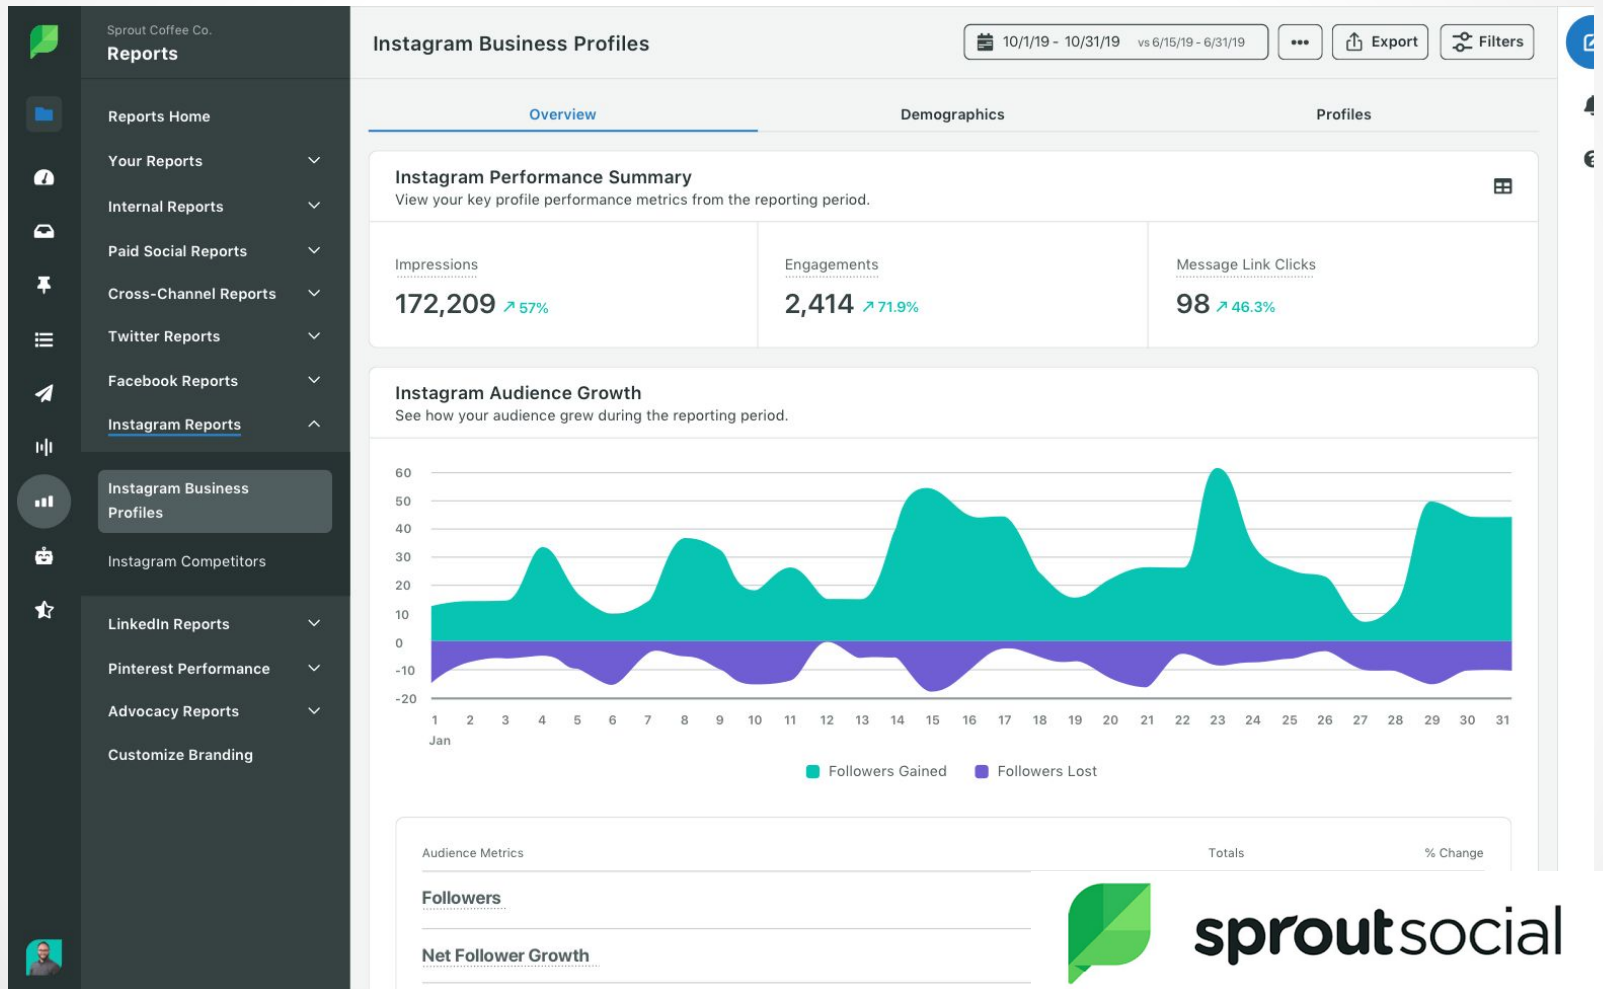 Sprout Coffee Co.
Reports
Reports Home
Your Reports
Internal Reports
Paid Social Reports
Cross-Channel Reports
Twitter Reports
Facebook Reports
Instagram Reports
Instagram Business
Profiles
Instagram Competitors
LinkedIn Reports
Pinterest Performance
Advocacy Reports
Customize Branding
Instagram Business Profiles
10/1/19 - 10/31/19 vs 6/15/19 - 6/31/19
Export
Filters
Overview Demographics Profiles
Instagram Performance Summary
View your key profile performance metrics from the reporting period.
Impressions
172,209 57%
Engagements
2,414 71.9%
Message Link Clicks
98 46.3%
Instagram Audience Growth
See how your audience grew during the reporting period.
60
50
40
30
20
10
0
-10
-20
1 2 3 4 5 6 7 8 9 10 11 12 13 14 15 16 17 18 19 20 21 22 23 24 25 26 27 28 29 30 31
Jan
Followers Gained Followers Lost
Audience Metrics Totals % Change
Followers
Net Follower Growth
sproutsocial